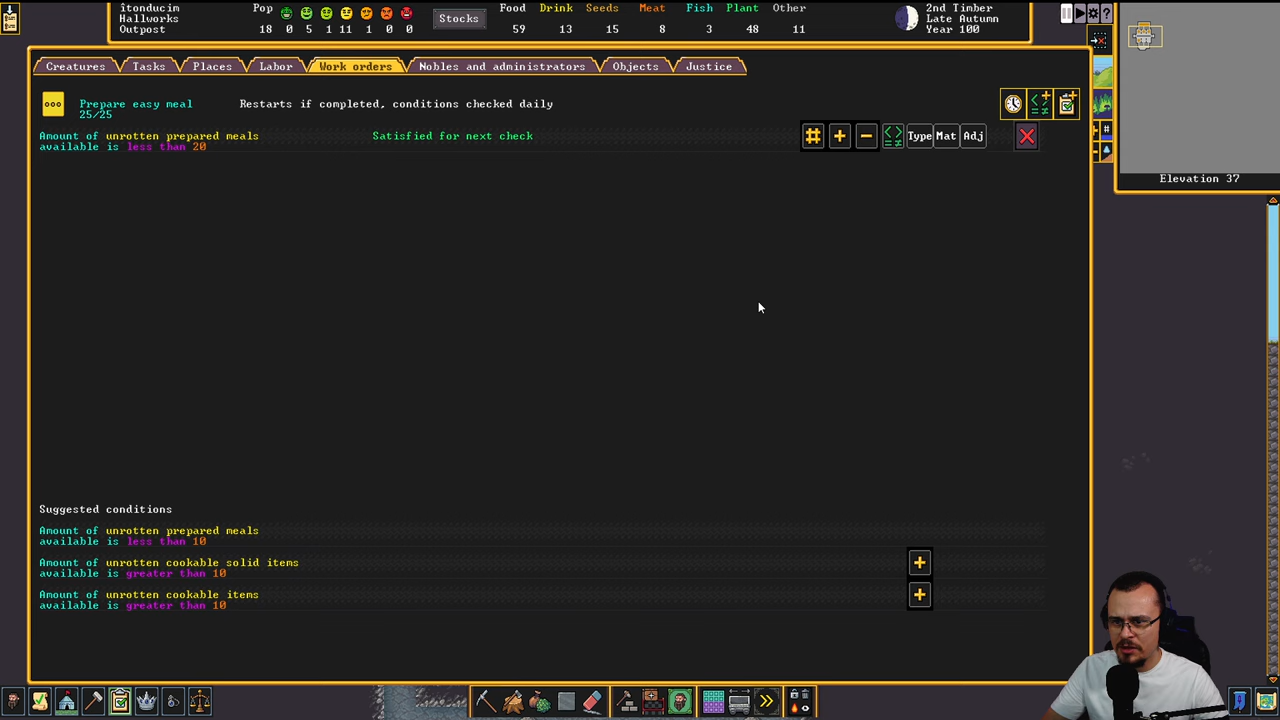 îtonducim
Hallworks
Outpost
Pop
18 0 5 1 11 1 0 0
Stocks
Food Drink Seeds Meat Fish Plant Other
59 13 15 8 3 48 11
2nd Timber
Late Autumn
Year 100
Elevation 37
Creatures Tasks Places Labor Work orders Nobles and administrators Objects Justice
Prepare easy meal
25/25
Restarts if completed, conditions checked daily
Amount of unrotten prepared meals
available is less than 20
Satisfied for next check
Type Mat Adj
Suggested conditions
Amount of unrotten prepared meals
available is less than 10
Amount of unrotten cookable solid items
available is greater than 10
Amount of unrotten cookable items
available is greater than 10